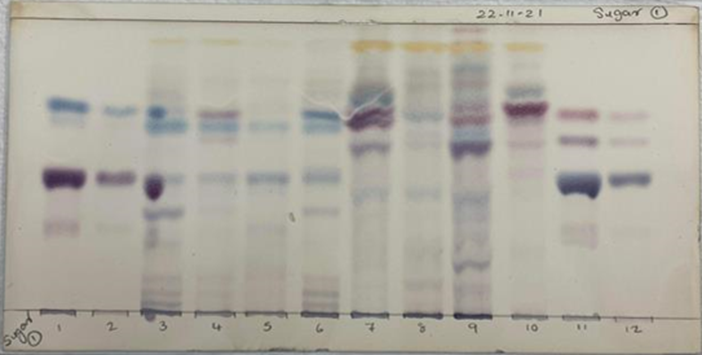 22-11-21 Sugar ①
Sugar ① 1 2 3 4 5 6 7 8 9 10 11 12